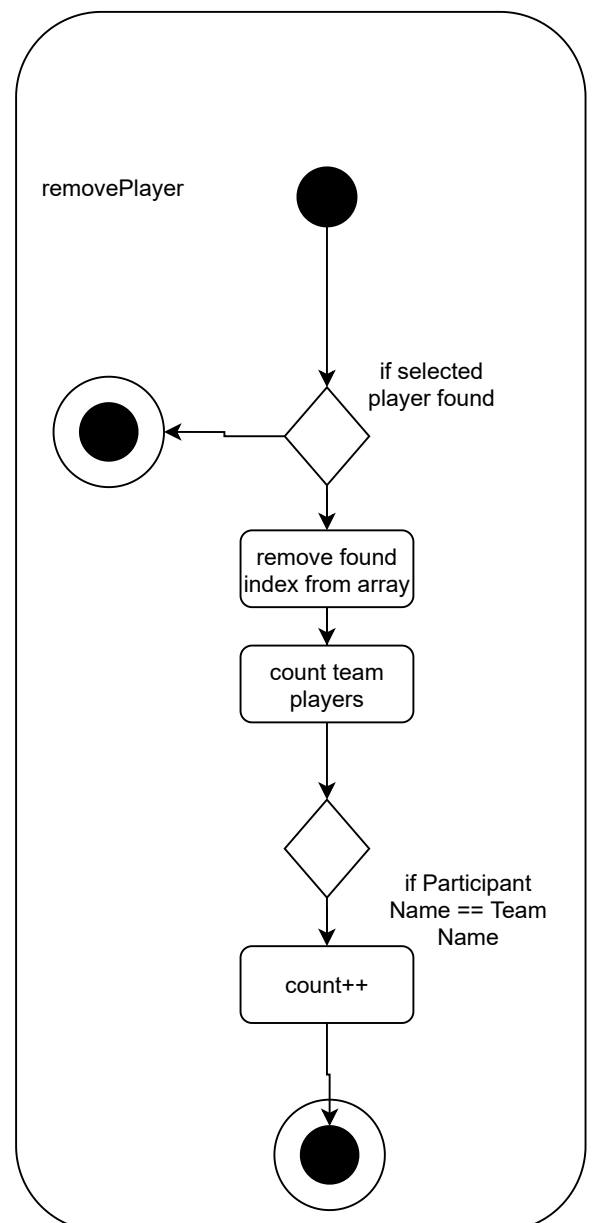 removePlayer
if selected
player found
remove found
index from array
count team
players
if Participant
Name == Team
Name
count++